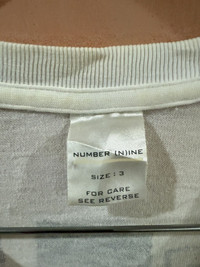 NUMBER (N)INE
SIZE : 3
FOR CARE
SEE REVERSE